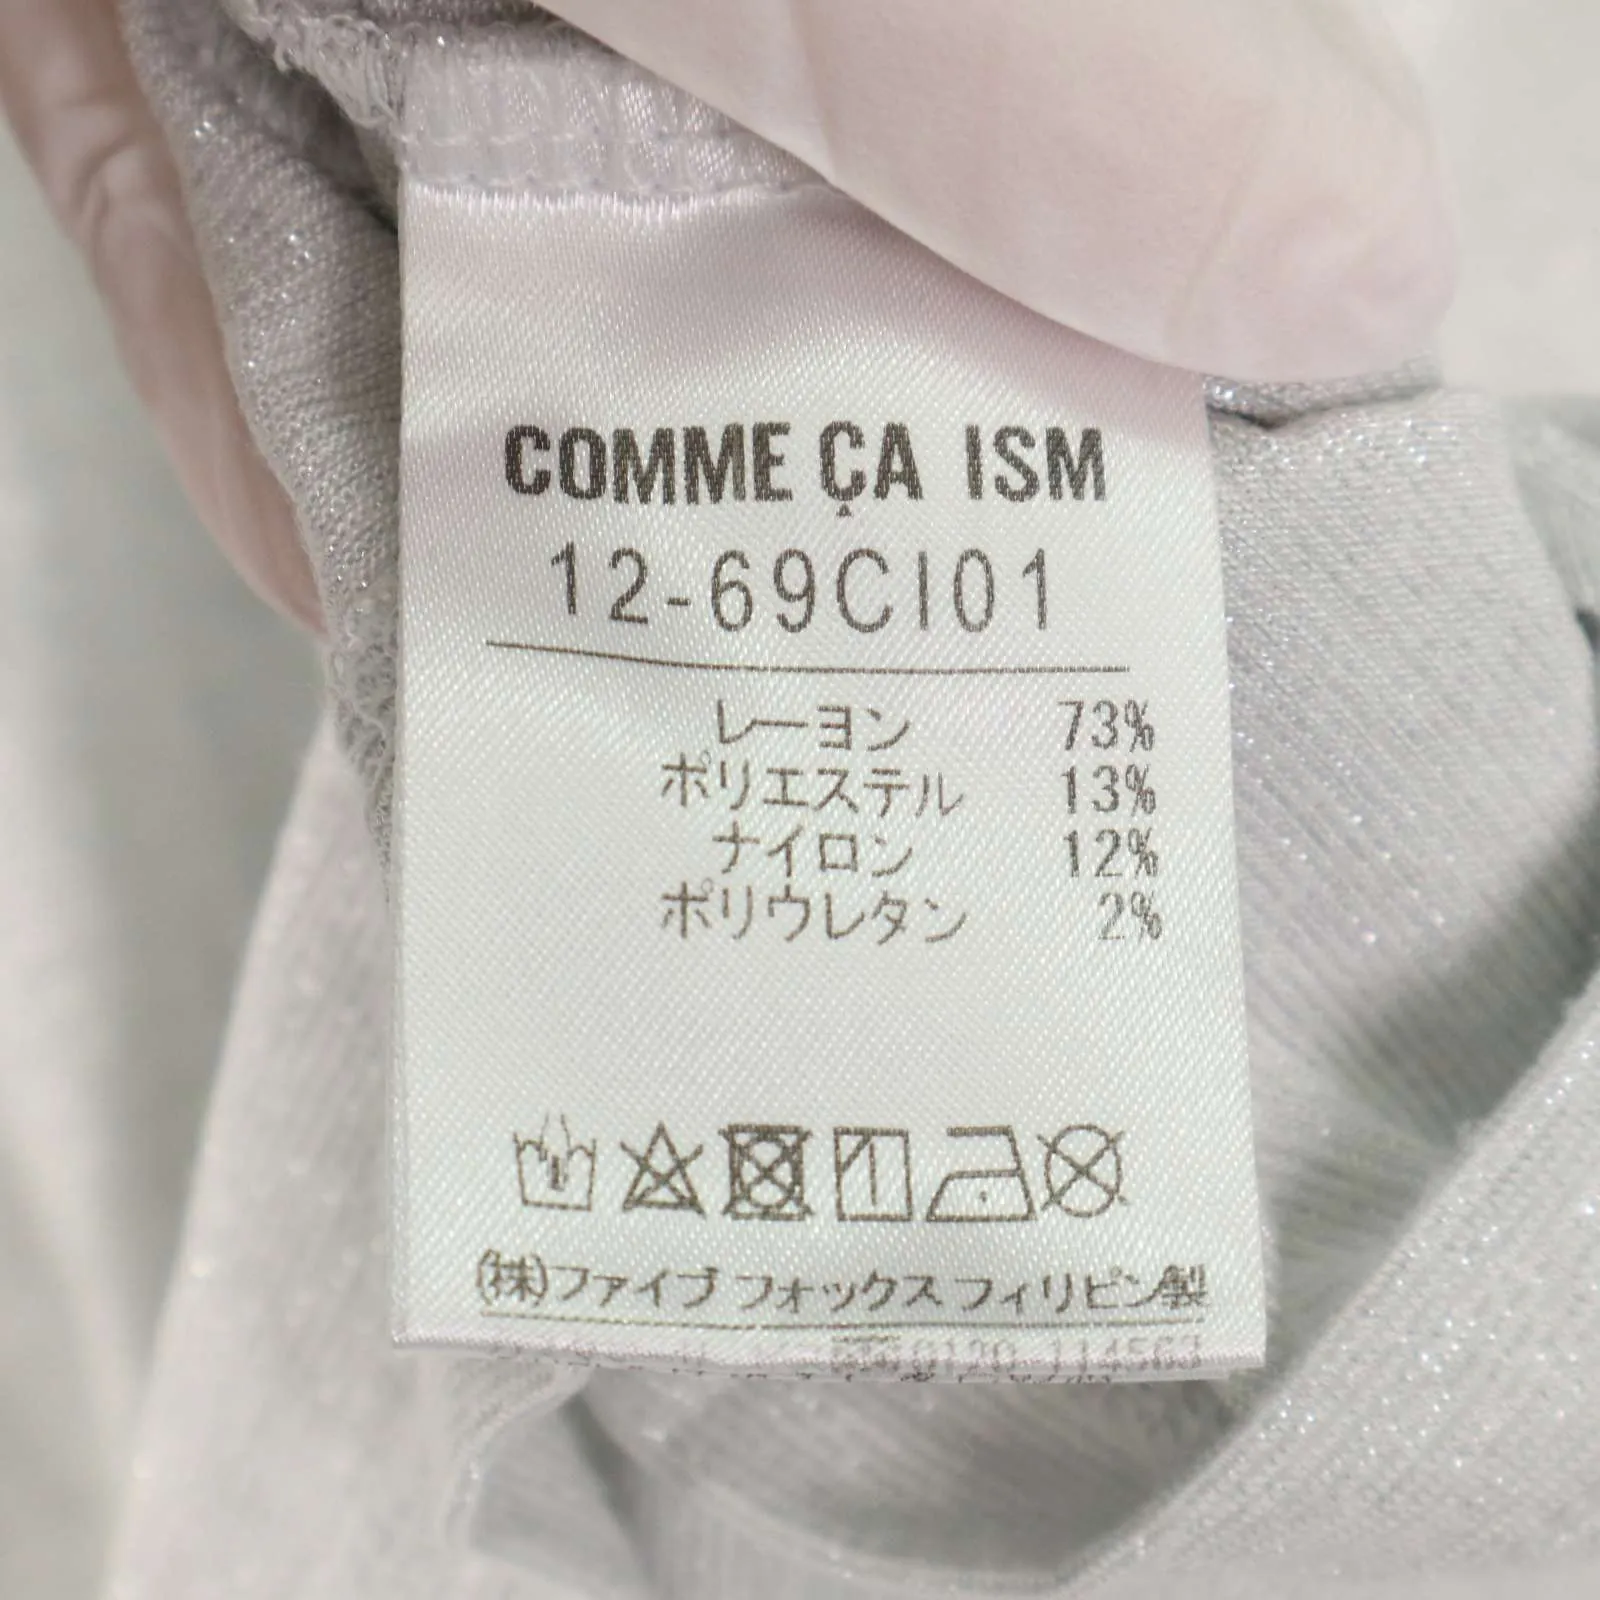 COMME ÇA ISM
12-69CI01
レーヨン 73%
ポリエステル 13%
ナイロン 12%
ポリウレタン 2%
(株)ファイブ フォックス フィリピン製
0120 114563